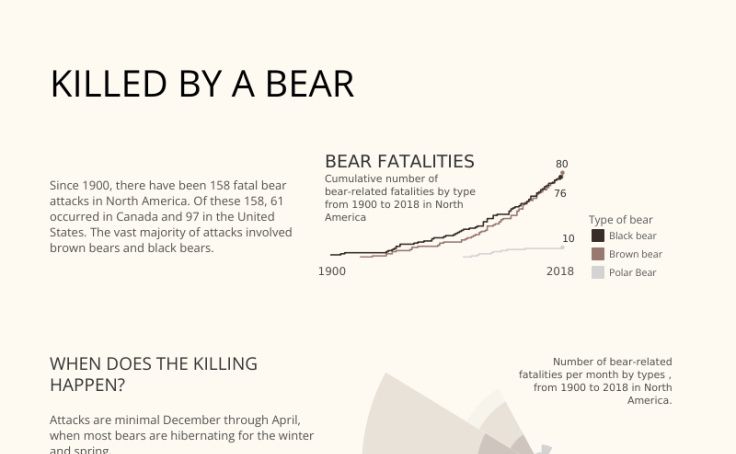 KILLED BY A BEAR
Since 1900, there have been 158 fatal bear
attacks in North America. Of these 158, 61
occurred in Canada and 97 in the United
States. The vast majority of attacks involved
brown bears and black bears.
BEAR FATALITIES
Cumulative number of
bear-related fatalities by type
from 1900 to 2018 in North
America
80
76
10
1900
2018
Type of bear
Black bear
Brown bear
Polar Bear
WHEN DOES THE KILLING
HAPPEN?
Attacks are minimal December through April,
when most bears are hibernating for the winter
and spring.
Number of bear-related
fatalities per month by types ,
from 1900 to 2018 in North
America.